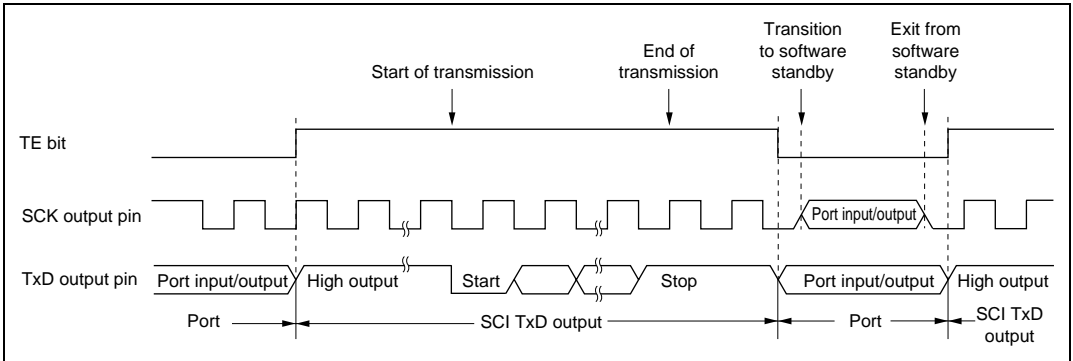 Transition
to software
standby
Exit from
software
standby
End of
transmission
Start of transmission
TE bit
SCK output pin
Port input/output
TxD output pin
Port input/output
High output
Start
Stop
Port input/output
High output
Port
SCI TxD output
Port
SCI TxD
output